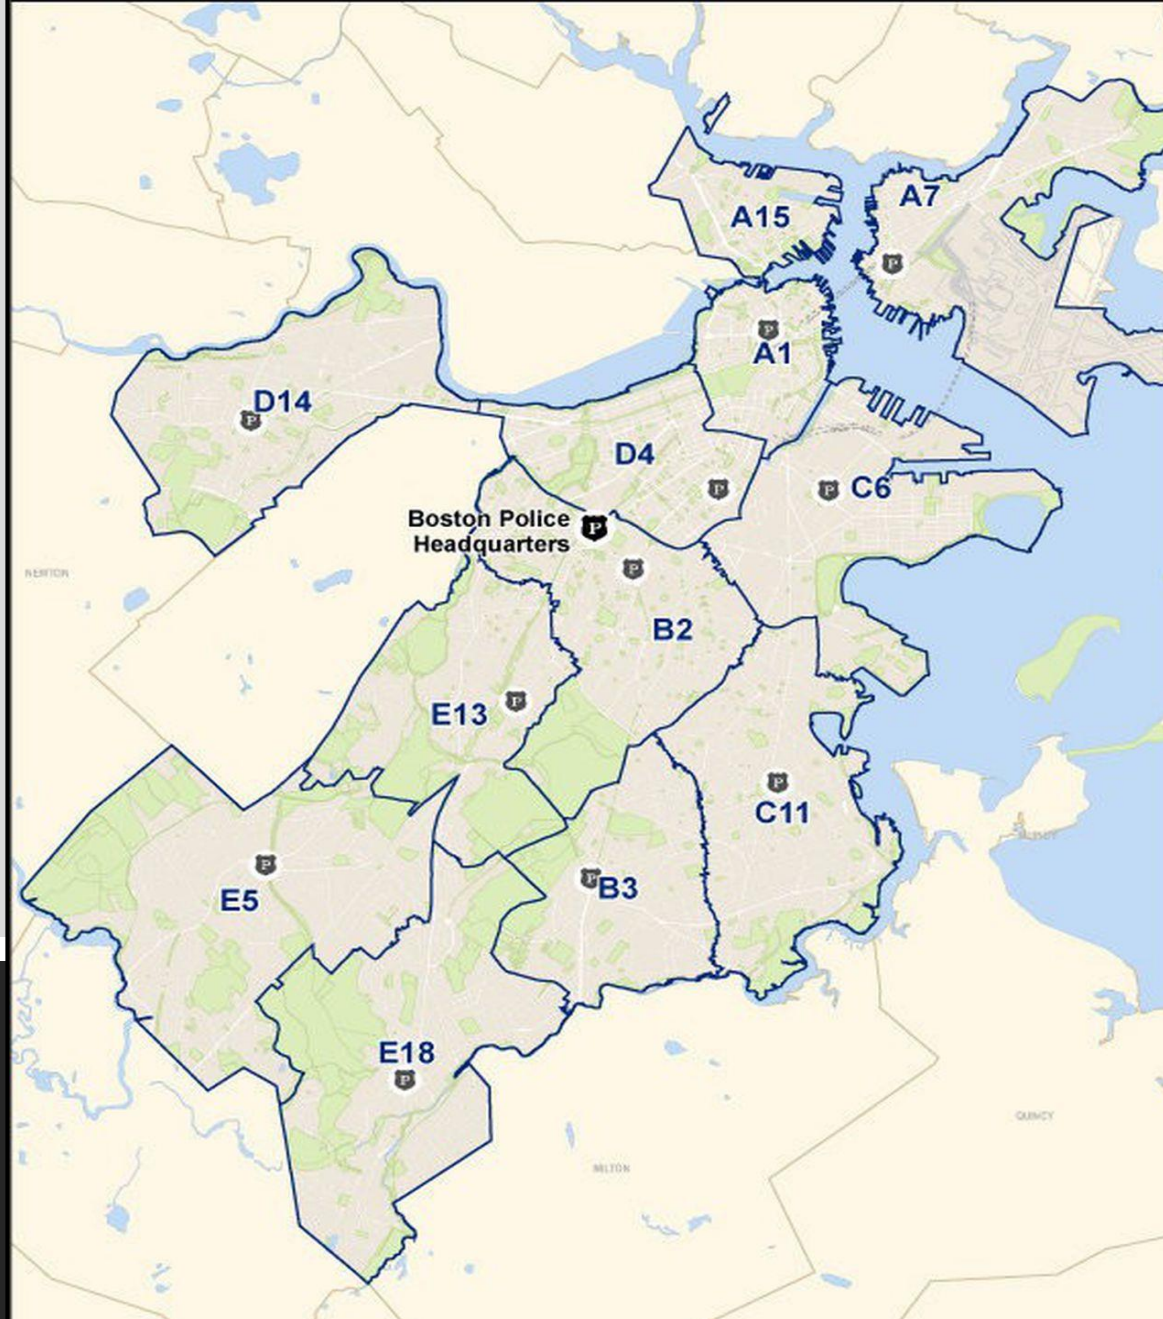 A7
A15
P
P
A1
D14
P
D4
P
P
C6
Boston Police
Headquarters
P
P
NEWTON
B2
E13
P
P
C11
P
E5
P
B3
E18
P
QUINCY
MILTON